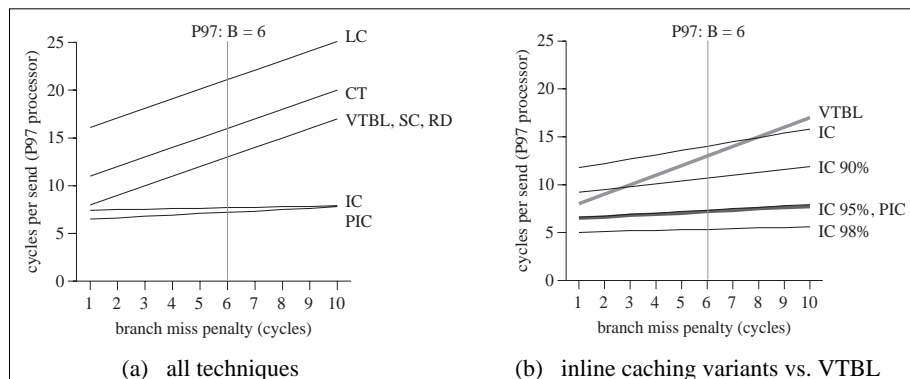 P97: B = 6
25
20
15
10
5
0
cycles per send (P97 processor)
LC
CT
VTBL, SC, RD
IC
PIC
1 2 3 4 5 6 7 8 9 10
branch miss penalty (cycles)
(a) all techniques
P97: B = 6
25
20
15
10
5
0
cycles per send (P97 processor)
VTBL
IC
IC 90%
IC 95%, PIC
IC 98%
1 2 3 4 5 6 7 8 9 10
branch miss penalty (cycles)
(b) inline caching variants vs. VTBL